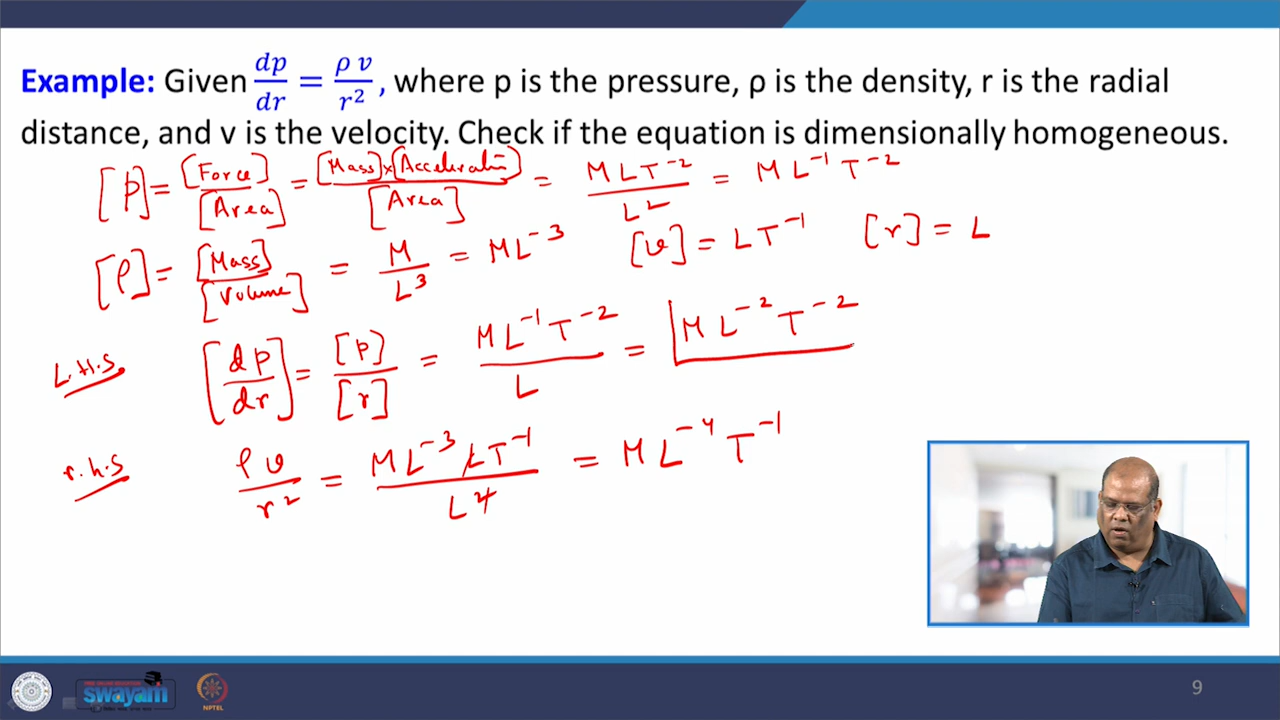 Example: Given dp/dr = ρ v/r², where p is the pressure, ρ is the density, r is the radial
distance, and v is the velocity. Check if the equation is dimensionally homogeneous.
[p] = [Force]/[Area] = [Mass]×[Acceleration]/[Area] = MLT⁻²/L² = ML⁻¹T⁻²
[ρ] = [Mass]/[Volume] = M/L³ = ML⁻³ [v] = LT⁻¹ [r] = L
L.H.S [dp/dr] = [p]/[r] = ML⁻¹T⁻²/L = ML⁻²T⁻²
r.h.s ρv/r² = ML⁻³LT⁻¹/L² = ML⁻⁴T⁻¹
swayam
NPTEL
9